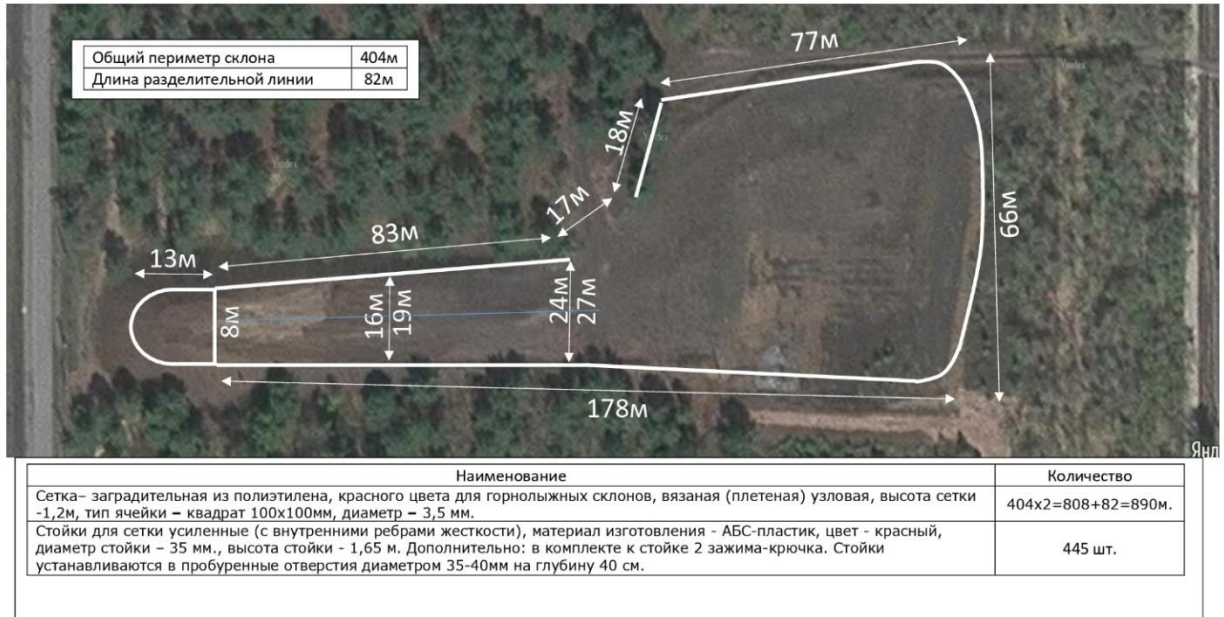 Общий периметр склона 404м
Длина разделительной линии 82м
77м
Yandex
18м
Yandex
Yandex
17м
66м
83м
13м
8м
16м
19м
24м
27м
178м
Янд
Наименование Количество
Сетка– заградительная из полиэтилена, красного цвета для горнолыжных склонов, вязаная (плетеная) узловая, высота сетки
-1,2м, тип ячейки – квадрат 100х100мм, диаметр – 3,5 мм.
404х2=808+82=890м.
Стойки для сетки усиленные (с внутренними ребрами жесткости), материал изготовления - АБС-пластик, цвет - красный,
диаметр стойки – 35 мм., высота стойки - 1,65 м. Дополнительно: в комплекте к стойке 2 зажима-крючка. Стойки
устанавливаются в пробуренные отверстия диаметром 35-40мм на глубину 40 см.
445 шт.